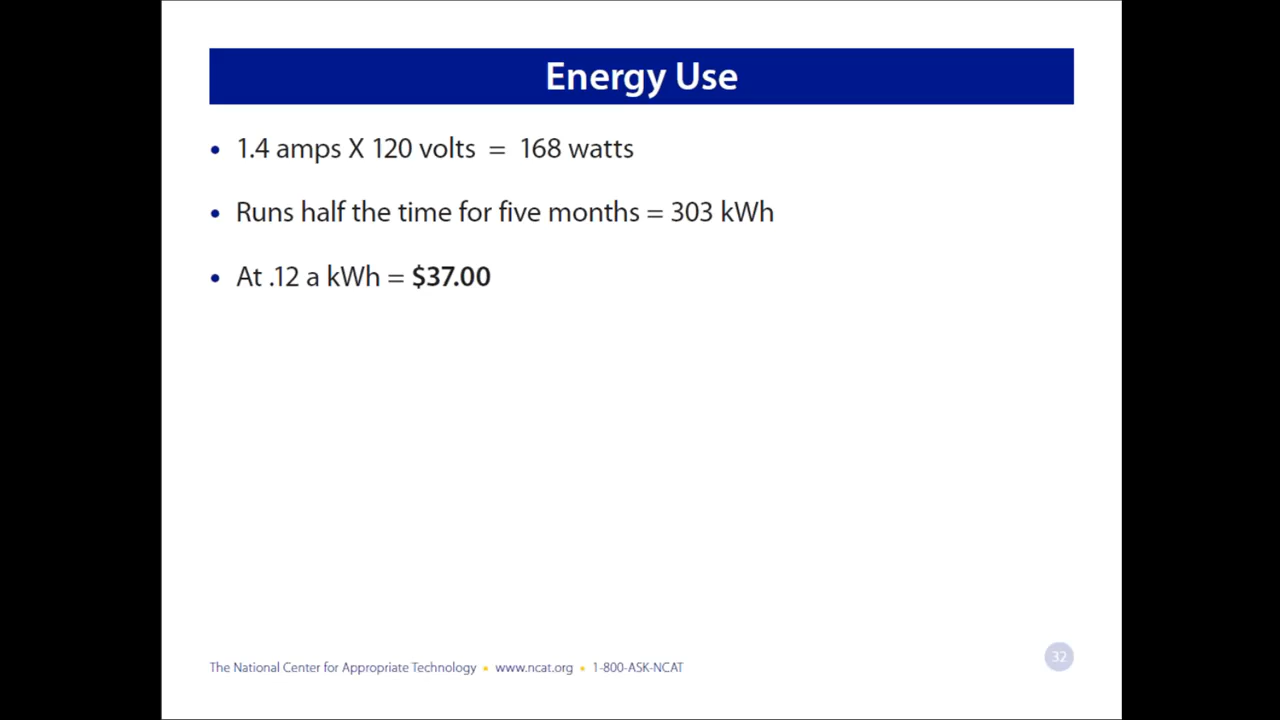 Energy Use
• 1.4 amps X 120 volts = 168 watts
• Runs half the time for five months = 303 kWh
• At .12 a kWh = $37.00
The National Center for Appropriate Technology • www.ncat.org • 1-800-ASK-NCAT
32